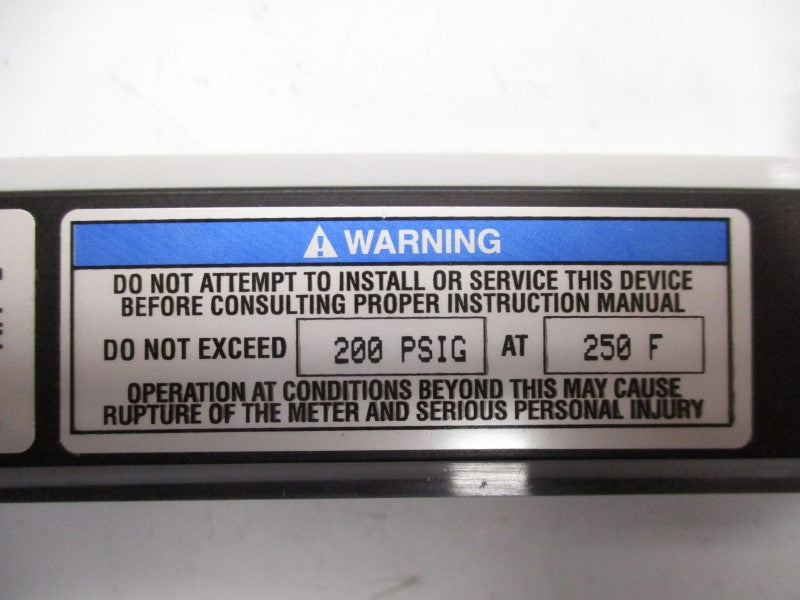 WARNING
DO NOT ATTEMPT TO INSTALL OR SERVICE THIS DEVICE
BEFORE CONSULTING PROPER INSTRUCTION MANUAL
DO NOT EXCEED 200 PSIG AT 250 F
OPERATION AT CONDITIONS BEYOND THIS MAY CAUSE
RUPTURE OF THE METER AND SERIOUS PERSONAL INJURY